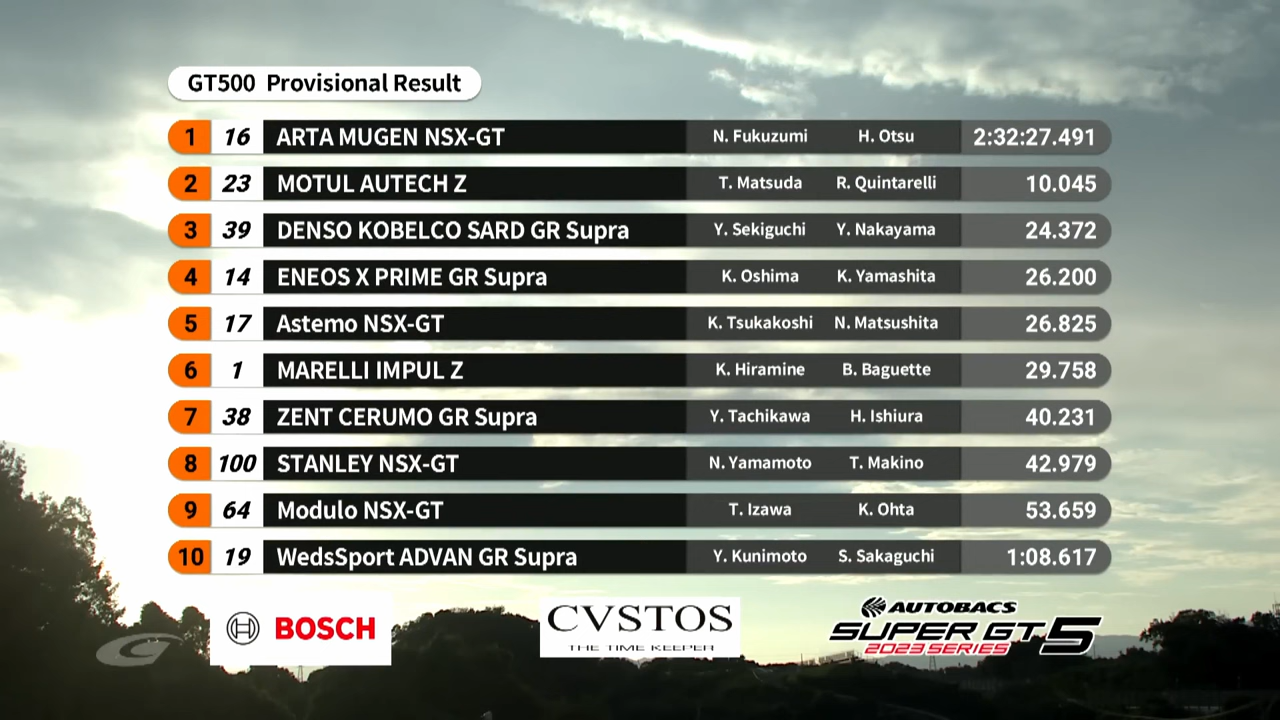 GT500 Provisional Result
1 16 ARTA MUGEN NSX-GT N. Fukuzumi H. Otsu 2:32:27.491
2 23 MOTUL AUTECH Z T. Matsuda R. Quintarelli 10.045
3 39 DENSO KOBELCO SARD GR Supra Y. Sekiguchi Y. Nakayama 24.372
4 14 ENEOS X PRIME GR Supra K. Oshima K. Yamashita 26.200
5 17 Astemo NSX-GT K. Tsukakoshi N. Matsushita 26.825
6 1 MARELLI IMPUL Z K. Hiramine B. Baguette 29.758
7 38 ZENT CERUMO GR Supra Y. Tachikawa H. Ishiura 40.231
8 100 STANLEY NSX-GT N. Yamamoto T. Makino 42.979
9 64 Modulo NSX-GT T. Izawa K. Ohta 53.659
10 19 WedsSport ADVAN GR Supra Y. Kunimoto S. Sakaguchi 1:08.617
BOSCH
CVSTOS
THE TIME KEEPER
AUTOBACS
SUPER GT 5
2023 SERIES